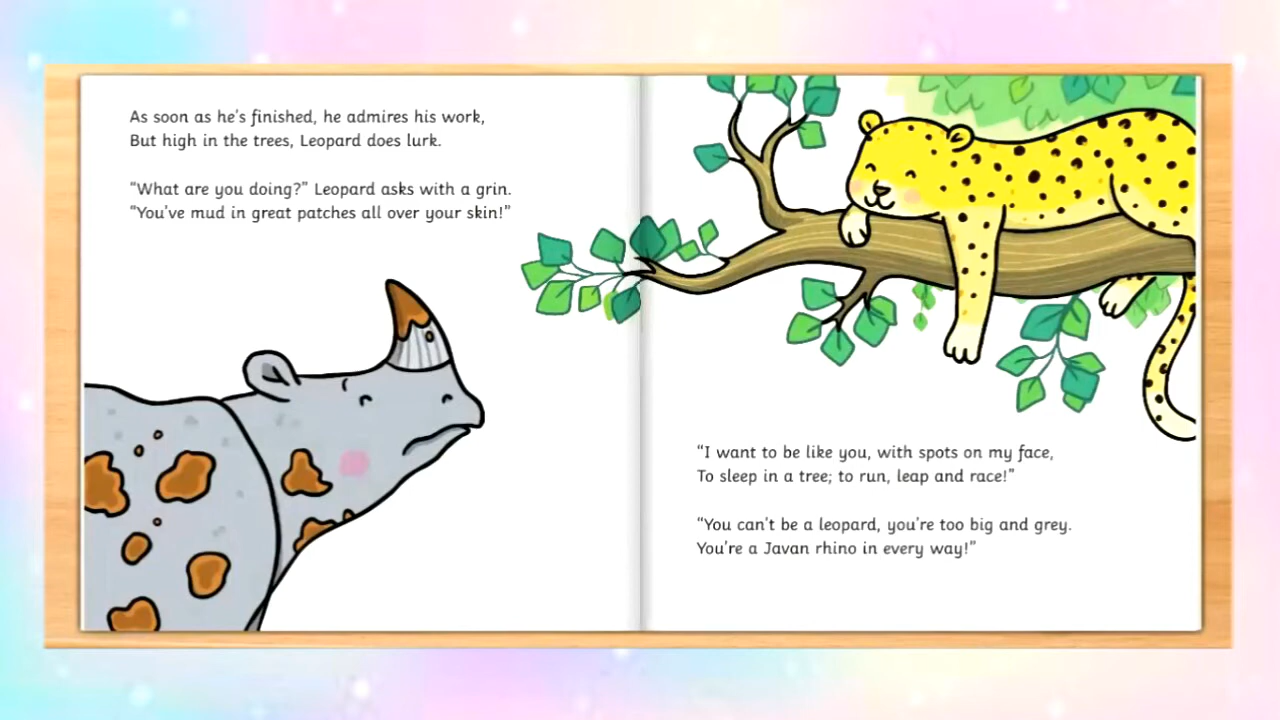 As soon as he's finished, he admires his work,
But high in the trees, Leopard does lurk.
“What are you doing?” Leopard asks with a grin.
“You've mud in great patches all over your skin!”
“I want to be like you, with spots on my face,
To sleep in a tree; to run, leap and race!”
“You can't be a leopard, you're too big and grey.
You're a Javan rhino in every way!”